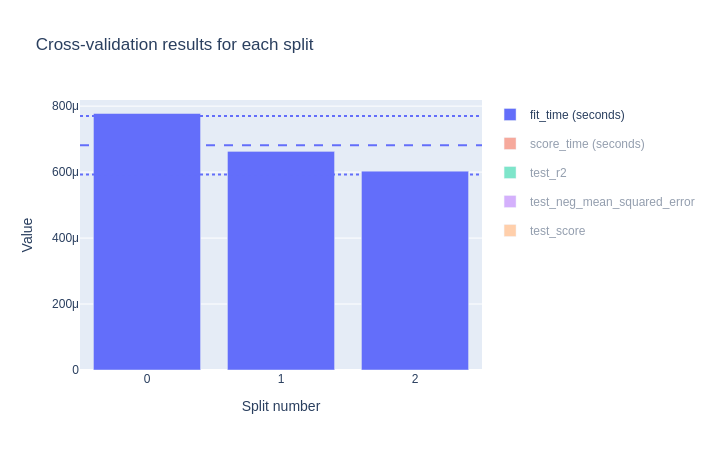 Cross-validation results for each split
800μ
600μ
400μ
200μ
0
Value
0
1
2
Split number
fit_time (seconds)
score_time (seconds)
test_r2
test_neg_mean_squared_error
test_score